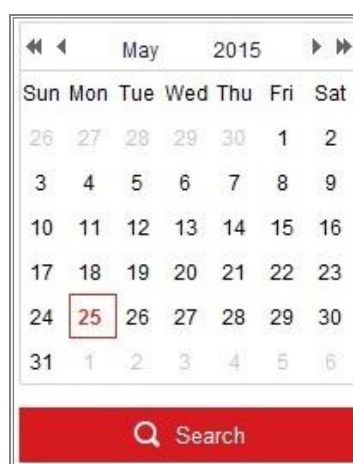 May 2015
Sun Mon Tue Wed Thu Fri Sat
26 27 28 29 30 1 2
3 4 5 6 7 8 9
10 11 12 13 14 15 16
17 18 19 20 21 22 23
24 25 26 27 28 29 30
31 1 2 3 4 5 6
Search